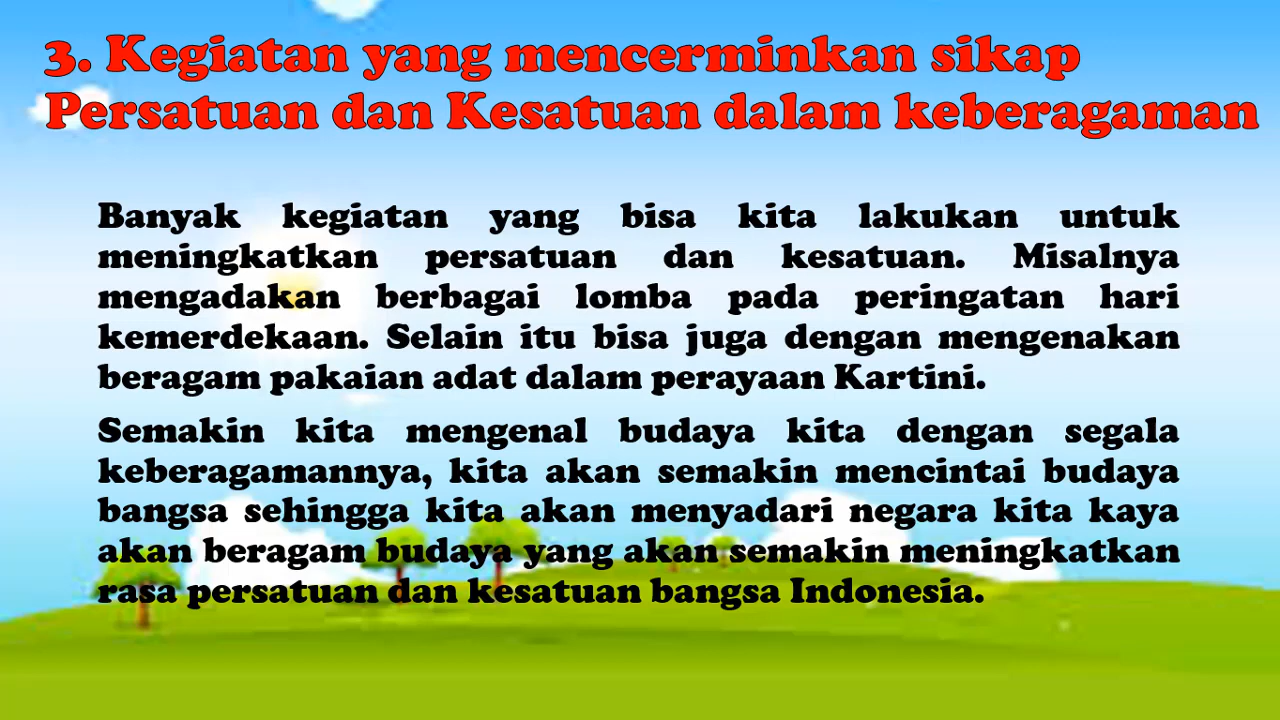 3. Kegiatan yang mencerminkan sikap
Persatuan dan Kesatuan dalam keberagaman
Banyak kegiatan yang bisa kita lakukan untuk
meningkatkan persatuan dan kesatuan. Misalnya
mengadakan berbagai lomba pada peringatan hari
kemerdekaan. Selain itu bisa juga dengan mengenakan
beragam pakaian adat dalam perayaan Kartini.
Semakin kita mengenal budaya kita dengan segala
keberagamannya, kita akan semakin mencintai budaya
bangsa sehingga kita akan menyadari negara kita kaya
akan beragam budaya yang akan semakin meningkatkan
rasa persatuan dan kesatuan bangsa Indonesia.